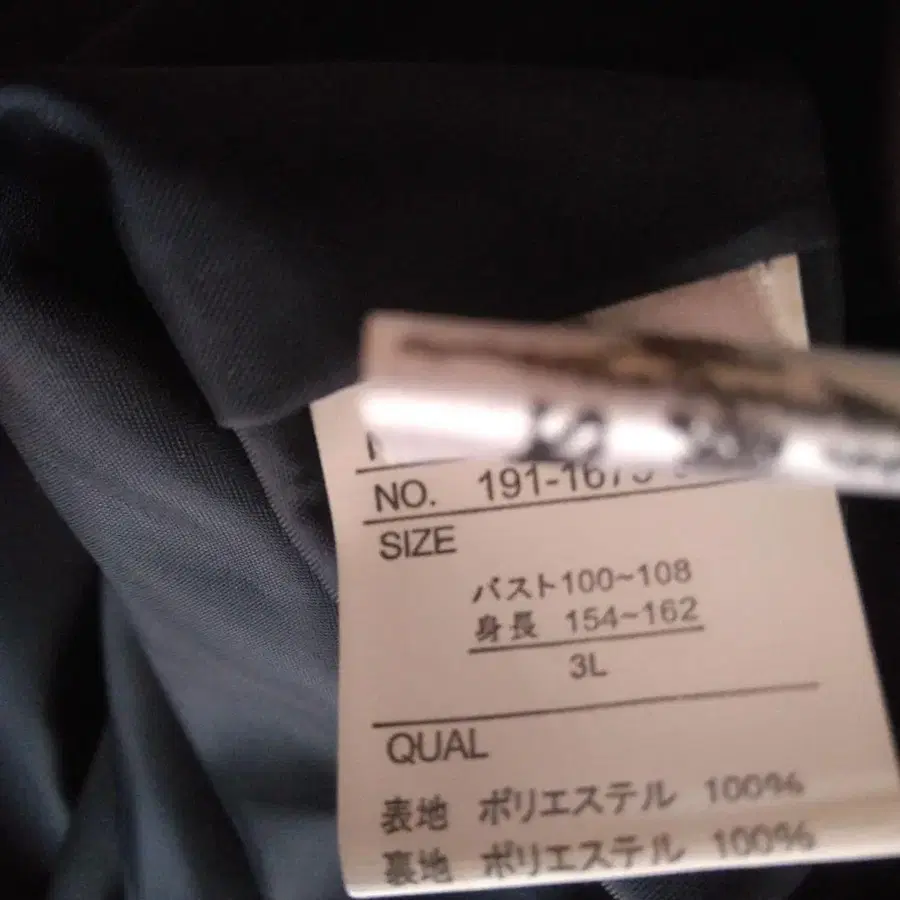 NO. 191-1675
SIZE
バスト100~108
身長 154~162
3L
QUAL
表地 ポリエステル 100%
裏地 ポリエステル 100%